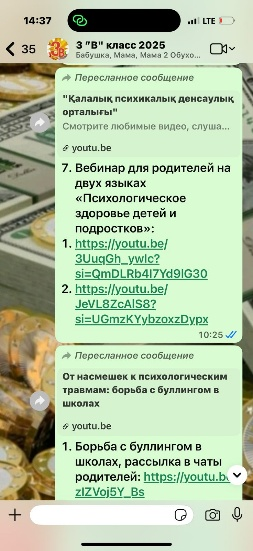 14:37
LTE
35
3 "В" класс 2025
Бабушка, Мама, Мама 2 Обухо...
Пересланное сообщение
"Қалалық психикалық денсаулық
орталығы"
Смотрите любимые видео, слуша...
youtu.be
7. Вебинар для родителей на
двух языках
«Психологическое
здоровье детей и
подростков»:
1. https://youtu.be/
3UuqGh_ywlc?
si=QmDLRb4I7Yd9IG30
2. https://youtu.be/
JeVL8ZcAlS8?
si=UGmzKYybzoxzDypx
10:25
Пересланное сообщение
От насмешек к психологическим
травмам: борьба с буллингом в
школах
youtu.be
1. Борьба с буллингом в
школах, рассылка в чаты
родителей: https://youtu.be/
zIZVoj5Y_Bs